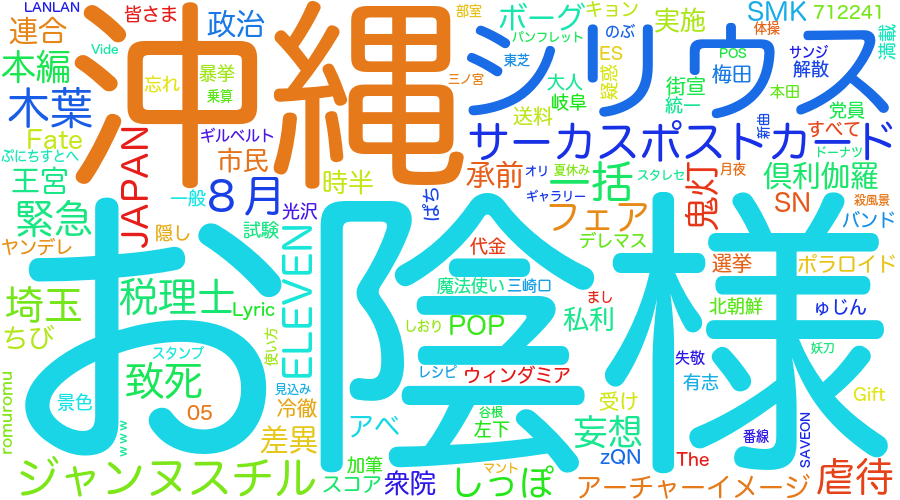 LANLAN
皆さま
部室
キョン
SMK
712241
連合
政治
ボーグ
実施
体操
満載
Vide
パンフレット
のぶ
沖縄
シリウス
本編
忘れ
暴挙
乗算
三ノ宮
東芝
ES
疑惑
POS
サンジ
梅田
解散
木葉
大人
岐阜
街宣
統一
本田
党員
Fate
ギルベルト
送料
サーカスポストカード
新曲
すべて
ぷにちすとへ
JAPAN
市民
時半
承前
オリ
夏休み
一括
スタレセ
鬼灯
月夜
ドーナツ
倶利伽羅
王宮
一般
8月
光沢
ぱち
ギャラリー
フェア
SN
殺風景
バンド
緊急
ヤンデレ
隠し
試験
ELEVEN
代金
デレマス
選挙
ポラロイド
お陰様
埼玉
税理士
Lyric
魔法使い
三崎口
まし
北朝鮮
ゅじん
ちび
しおり
POP
私利
スタンプ
使い方
妖刀
致死
レシピ
ウィンダミア
失敬
有志
Gift
romuromu
景色
05
見込み
冷徹
アベ
谷根
左下
受け
妄想
番線
SAVEON
www
差異
zQN
The
加筆
ジャンヌスチル
スコア
衆院
マント
しっぽ
アーチャーイメージ
虐待